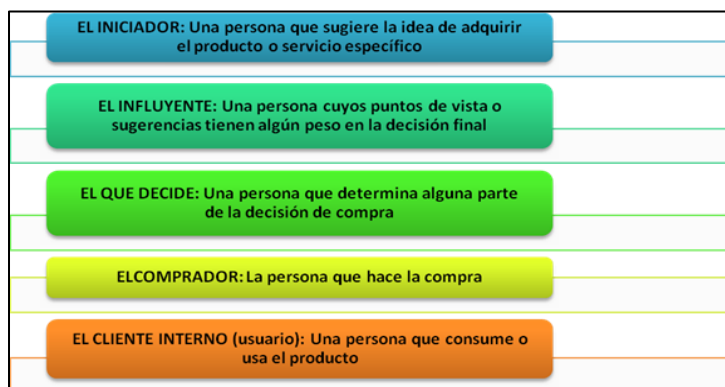 EL INICIADOR: Una persona que sugiere la idea de adquirir
el producto o servicio específico
EL INFLUYENTE: Una persona cuyos puntos de vista o
sugerencias tienen algún peso en la decisión final
EL QUE DECIDE: Una persona que determina alguna parte
de la decisión de compra
ELCOMPRADOR: La persona que hace la compra
EL CLIENTE INTERNO (usuario): Una persona que consume o
usa el producto